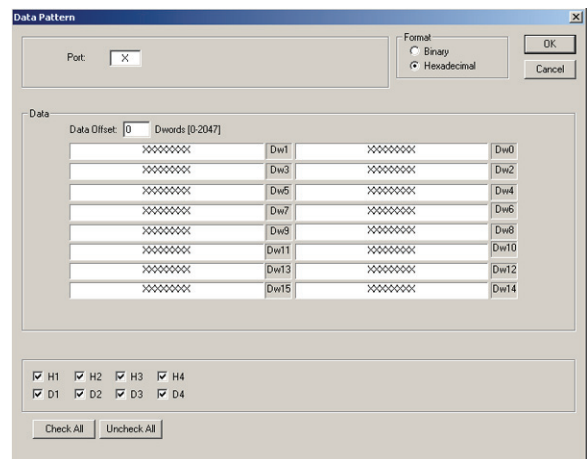 Data Pattern
Port: X
Format
Binary
Hexadecimal
OK
Cancel
Data
Data Offset: 0 Dwords [0-2047]
XXXXXXXX Dw1 XXXXXXXX Dw0
XXXXXXXX Dw3 XXXXXXXX Dw2
XXXXXXXX Dw5 XXXXXXXX Dw4
XXXXXXXX Dw7 XXXXXXXX Dw6
XXXXXXXX Dw9 XXXXXXXX Dw8
XXXXXXXX Dw11 XXXXXXXX Dw10
XXXXXXXX Dw13 XXXXXXXX Dw12
XXXXXXXX Dw15 XXXXXXXX Dw14
H1 H2 H3 H4
D1 D2 D3 D4
Check All Uncheck All